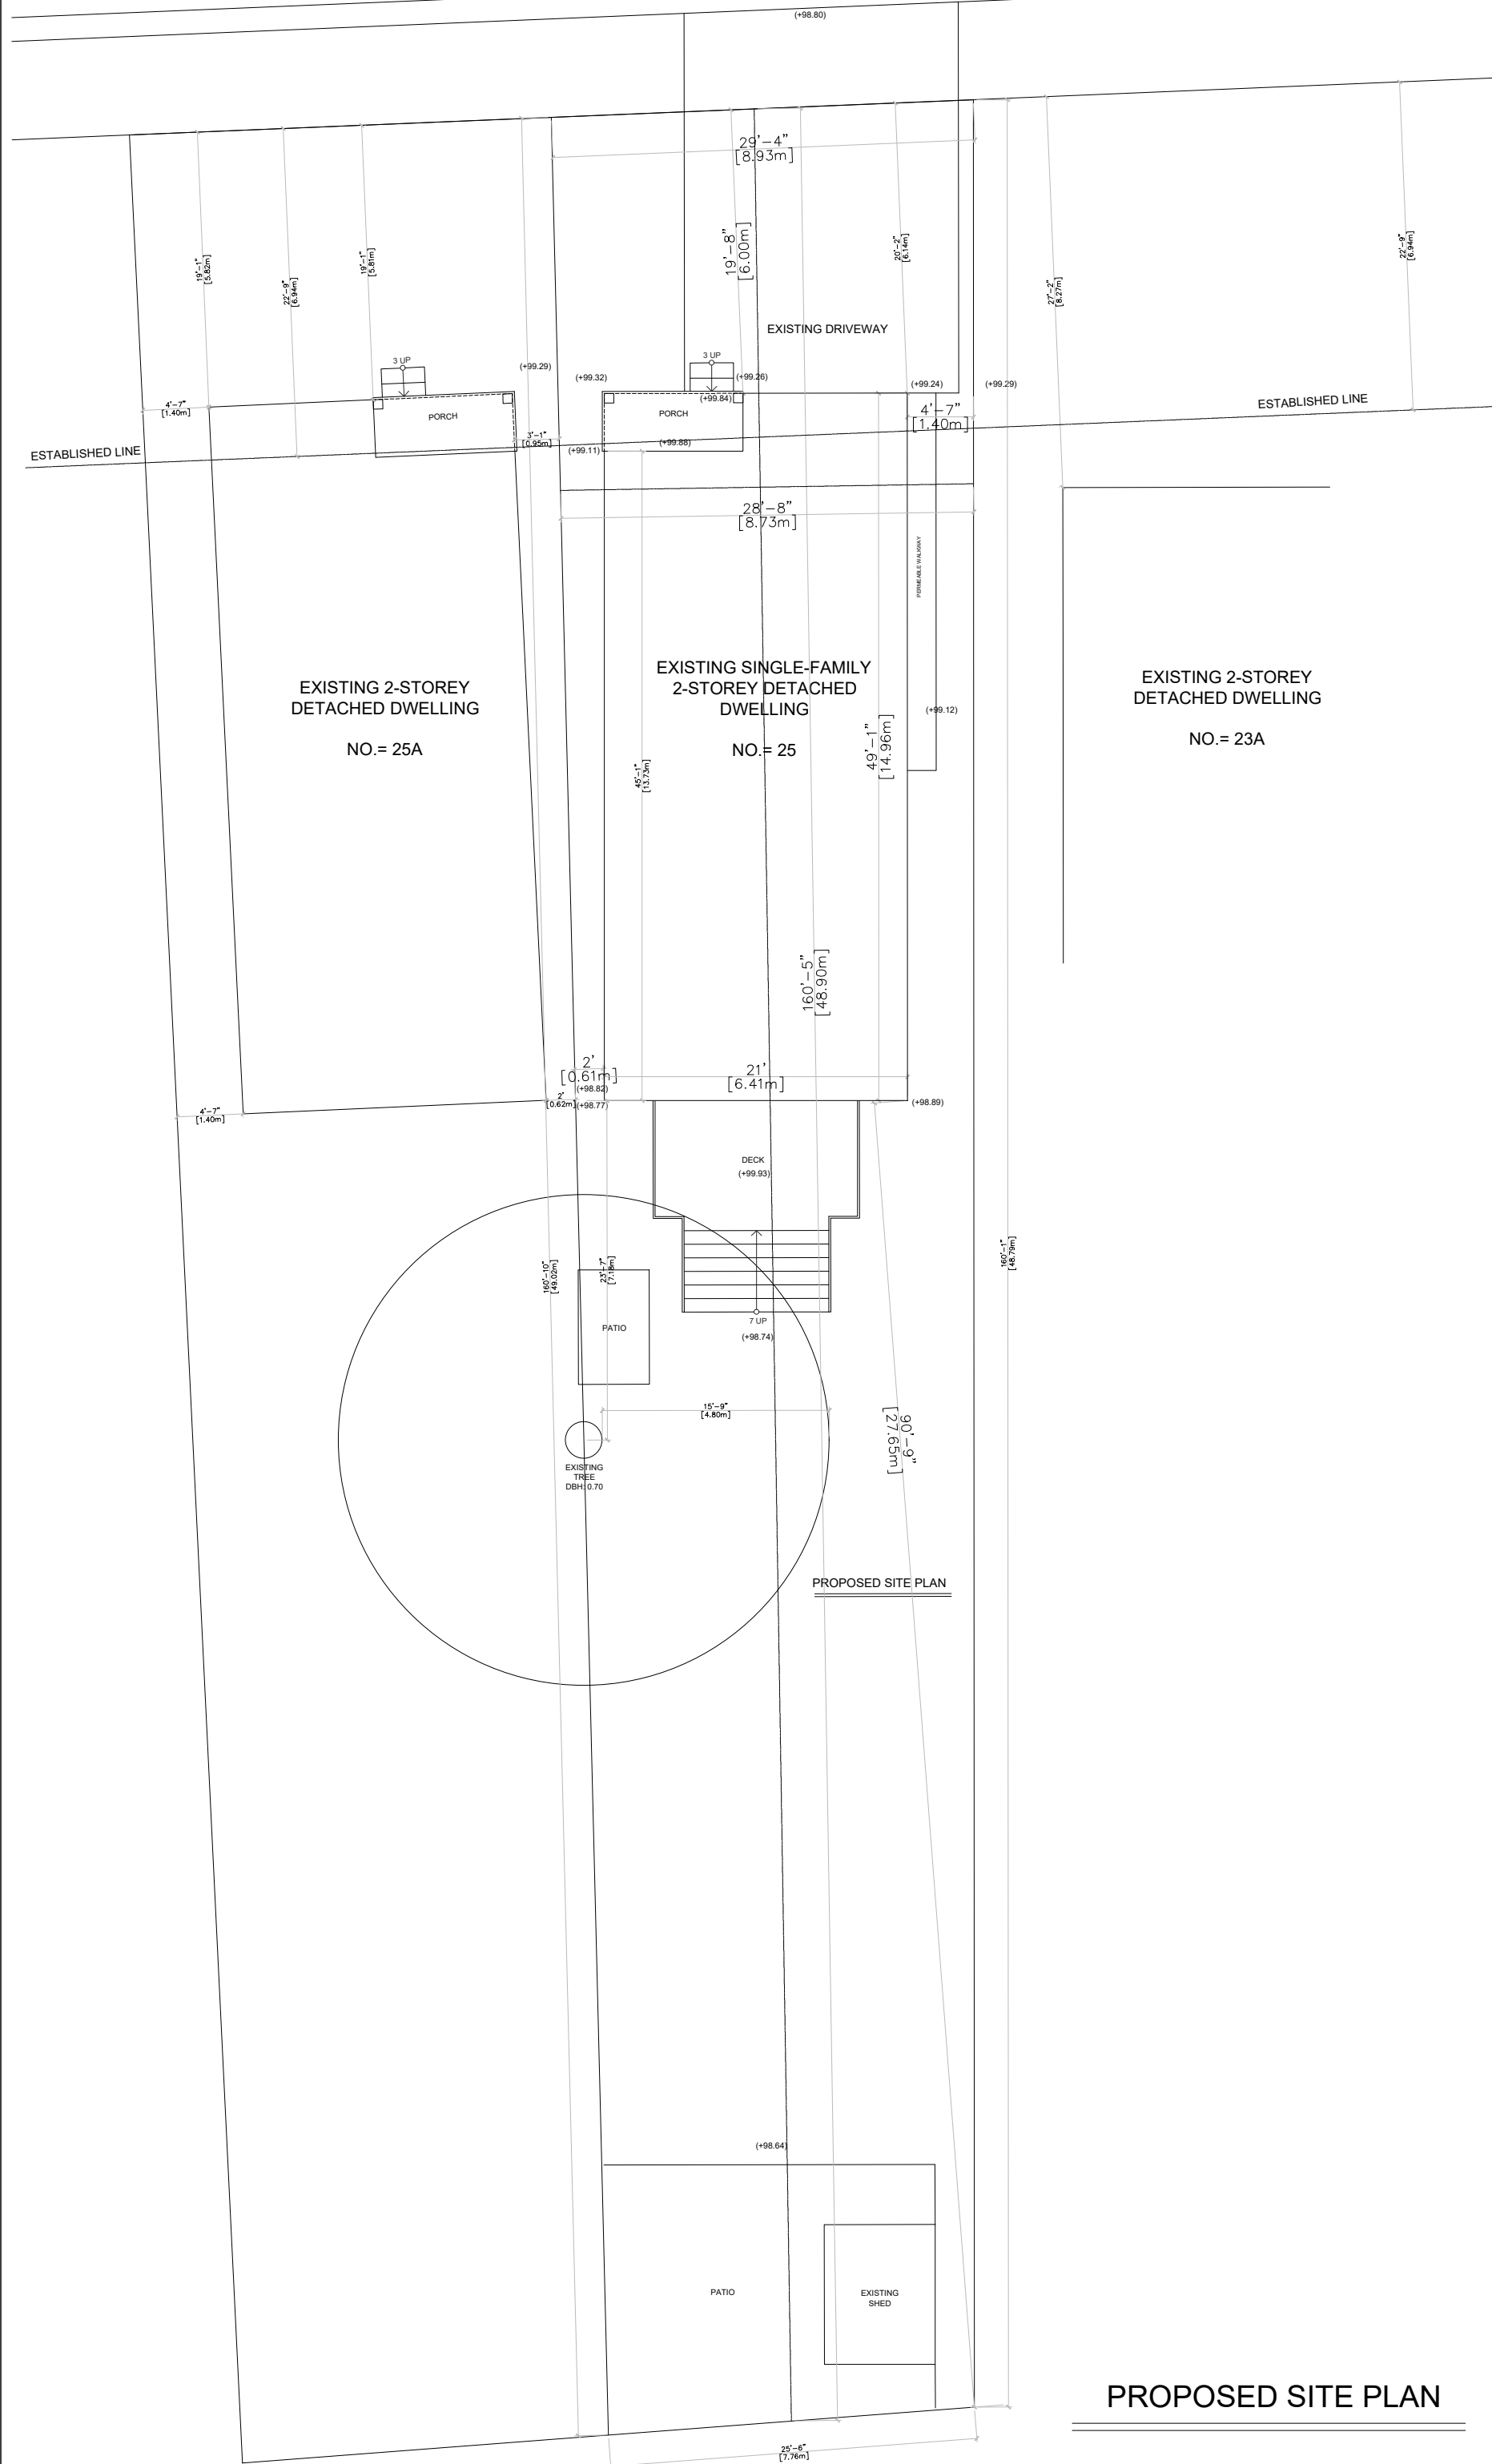 (+98.80)
29'-4"
[8.93m]
19'-1"
[5.82m]
22'-9"
[6.94m]
19'-1"
[5.81m]
19'-8"
[6.00m]
20'-2"
[6.14m]
27'-2"
[8.27m]
22'-9"
[6.94m]
EXISTING DRIVEWAY
3 UP
3 UP
(+99.29)
(+99.32)
(+99.26)
(+99.24)
(+99.29)
4'-7"
[1.40m]
PORCH
PORCH
(+99.84)
4'-7"
[1.40m]
ESTABLISHED LINE
ESTABLISHED LINE
3'-1"
[0.95m]
(+99.11)
(+99.88)
28'-8"
[8.73m]
PERMEABLE WALKWAY
EXISTING 2-STOREY
DETACHED DWELLING
NO.= 25A
EXISTING SINGLE-FAMILY
2-STOREY DETACHED
DWELLING
NO.= 25
EXISTING 2-STOREY
DETACHED DWELLING
NO.= 23A
(+99.12)
45'-1"
[13.73m]
49'-1"
[14.96m]
160'-5"
[48.90m]
2'
[0.61m]
(+98.82)
21'
[6.41m]
4'-7"
[1.40m]
2'
[0.62m]
(+98.77)
(+98.89)
DECK
(+99.93)
160'-10"
[49.02m]
23'-7"
[7.18m]
160'-1"
[48.79m]
PATIO
7 UP
(+98.74)
15'-9"
[4.80m]
90'-9"
[27.65m]
EXISTING
TREE
DBH: 0.70
PROPOSED SITE PLAN
(+98.64)
PATIO
EXISTING
SHED
PROPOSED SITE PLAN
25'-6"
[7.76m]